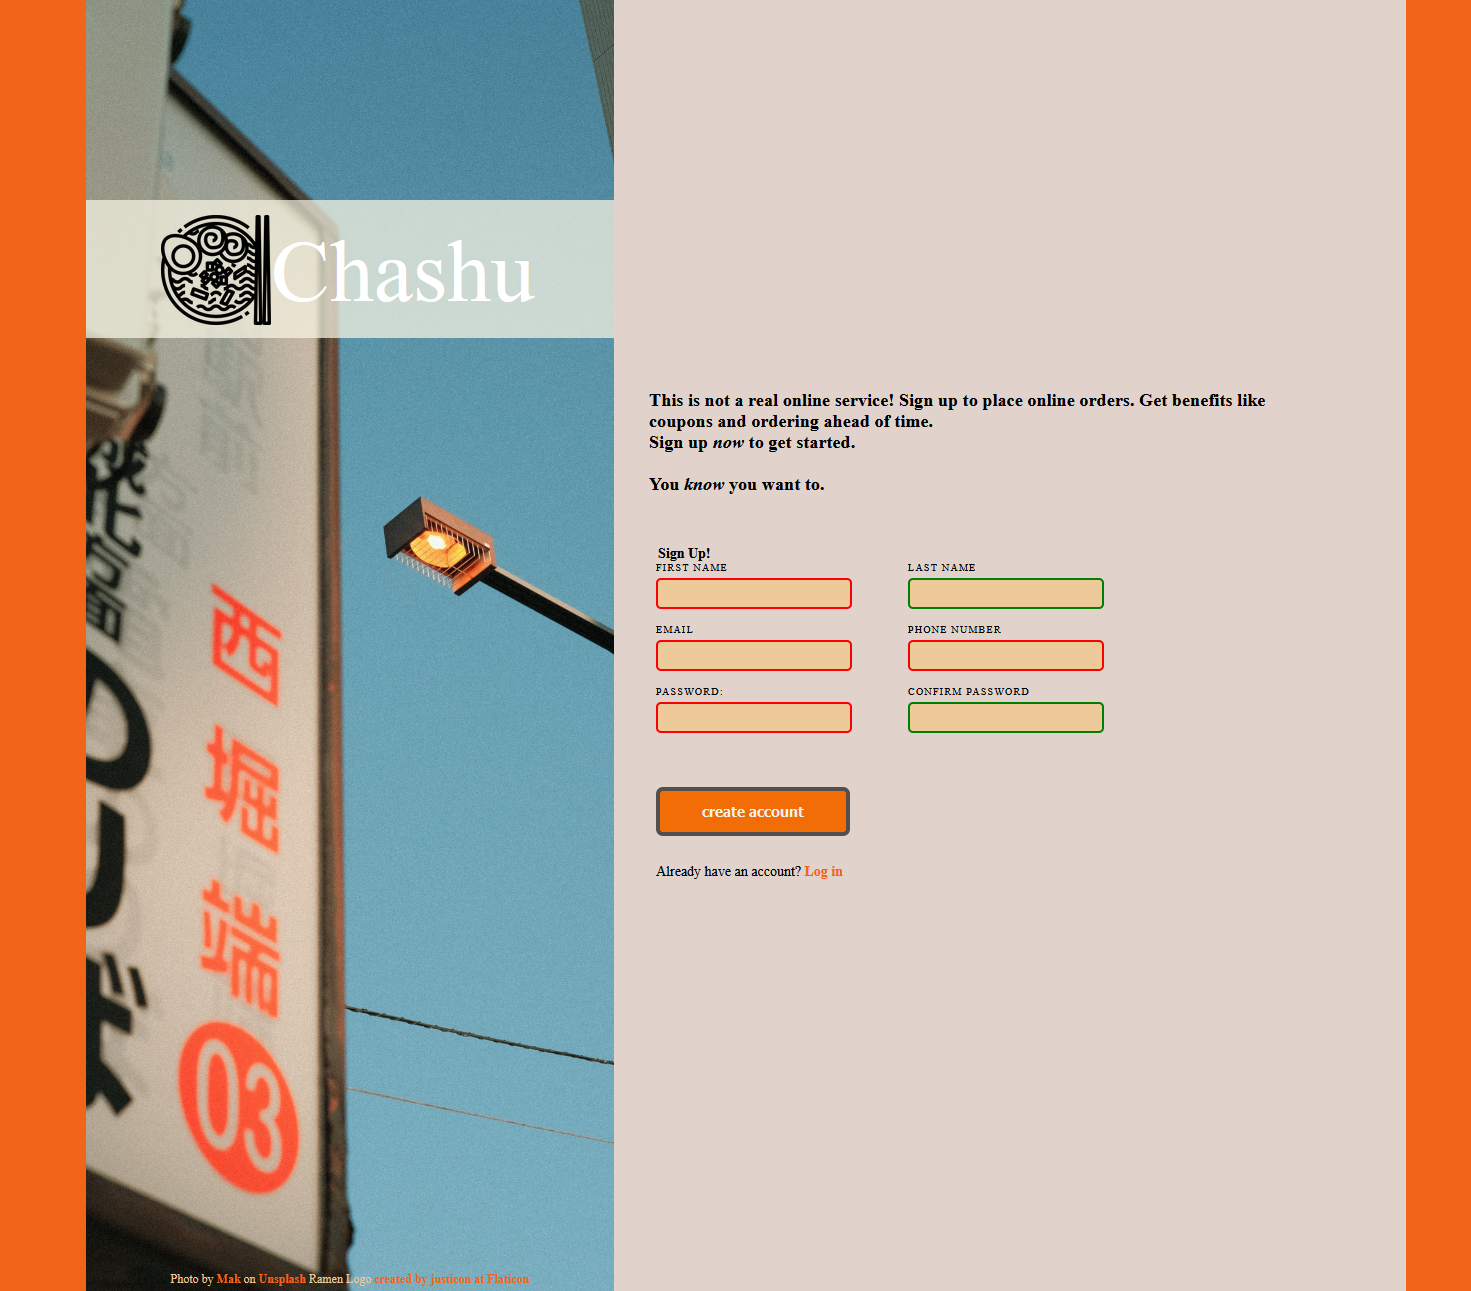 Chashu
This is not a real online service! Sign up to place online orders. Get benefits like
coupons and ordering ahead of time.
Sign up now to get started.
You know you want to.
Sign Up!
FIRST NAME
LAST NAME
EMAIL
PHONE NUMBER
PASSWORD:
CONFIRM PASSWORD
create account
Already have an account? Log in
西
堀
端
03
Photo by Mak on Unsplash Ramen Logo created by justicon at Flaticon